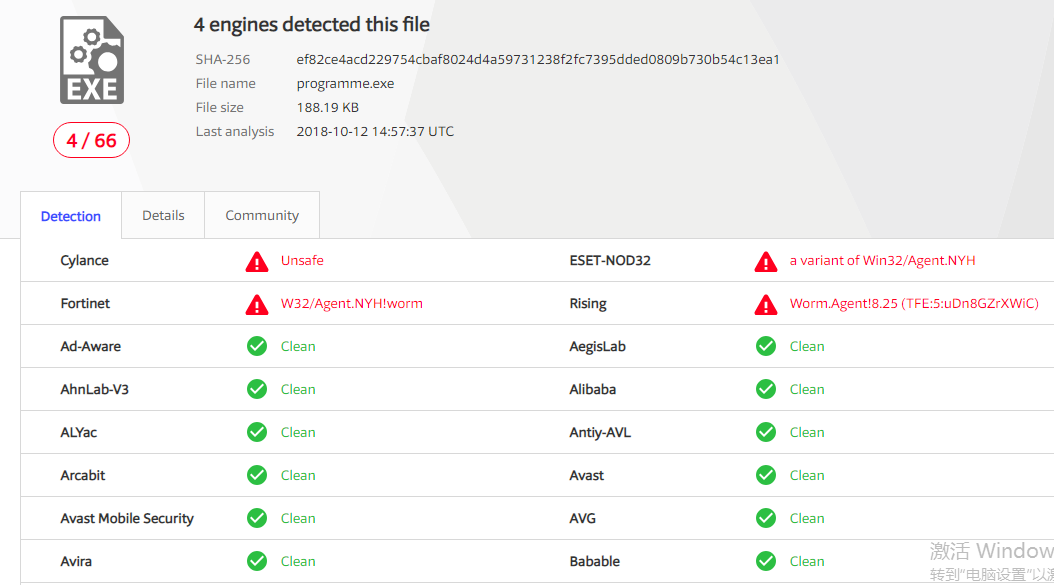 4 engines detected this file
SHA-256 ef82ce4acd229754cbaf8024d4a59731238f2fc7395dded0809b730b54c13ea1
File name programme.exe
File size 188.19 KB
Last analysis 2018-10-12 14:57:37 UTC
EXE
4 / 66
Detection Details Community
Cylance Unsafe ESET-NOD32 a variant of Win32/Agent.NYH
Fortinet W32/Agent.NYH!worm Rising Worm.Agent!8.25 (TFE:5:uDn8GZrXWiC)
Ad-Aware Clean AegisLab Clean
AhnLab-V3 Clean Alibaba Clean
ALYac Clean Antiy-AVL Clean
Arcabit Clean Avast Clean
Avast Mobile Security Clean AVG Clean
Avira Clean Babable Clean
激活 Window
转到"电脑设置"以